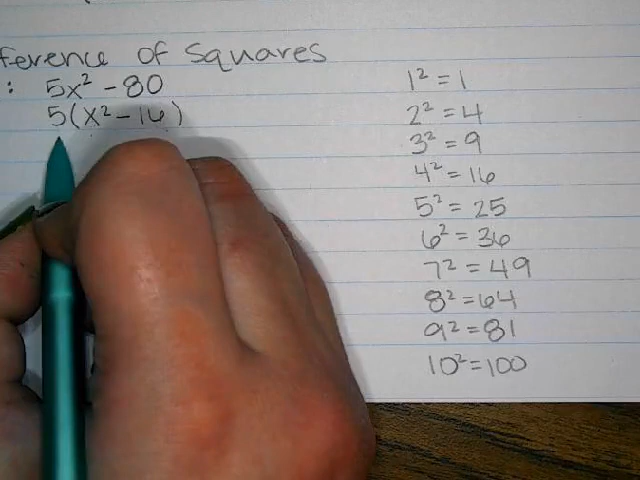 ference of Squares
: 5x² - 80
5(x² - 16)
1² = 1
2² = 4
3² = 9
4² = 16
5² = 25
6² = 36
7² = 49
8² = 64
9² = 81
10² = 100